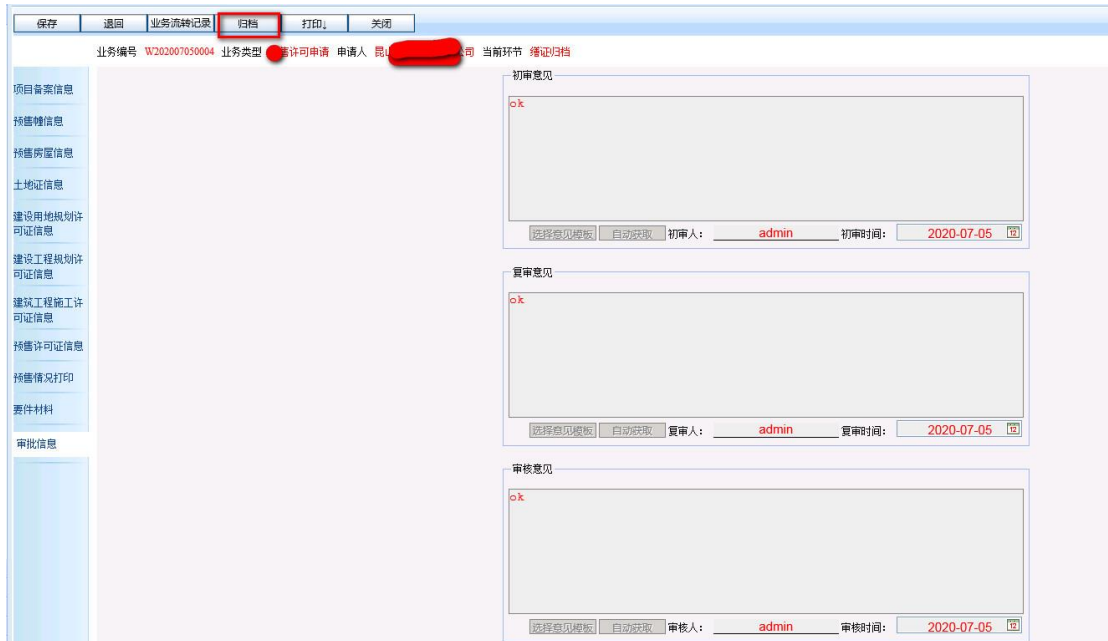 保存 退回 业务流转记录 归档 打印↓ 关闭
业务编号 W202007050004 业务类型 售许可申请 申请人 昆山 公司 当前环节 缮证归档
项目备案信息
预售幢信息
预售房屋信息
土地证信息
建设用地规划许
可证信息
建设工程规划许
可证信息
建筑工程施工许
可证信息
预售许可证信息
预售情况打印
要件材料
审批信息
初审意见
ok
选择意见模板 自动获取 初审人： admin 初审时间： 2020-07-05 12
复审意见
ok
选择意见模板 自动获取 复审人： admin 复审时间： 2020-07-05 12
审核意见
ok
选择意见模板 自动获取 审核人： admin 审核时间： 2020-07-05 12